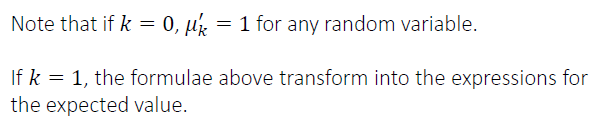 Note that if k = 0, μ′ₖ = 1 for any random variable.
If k = 1, the formulae above transform into the expressions for
the expected value.